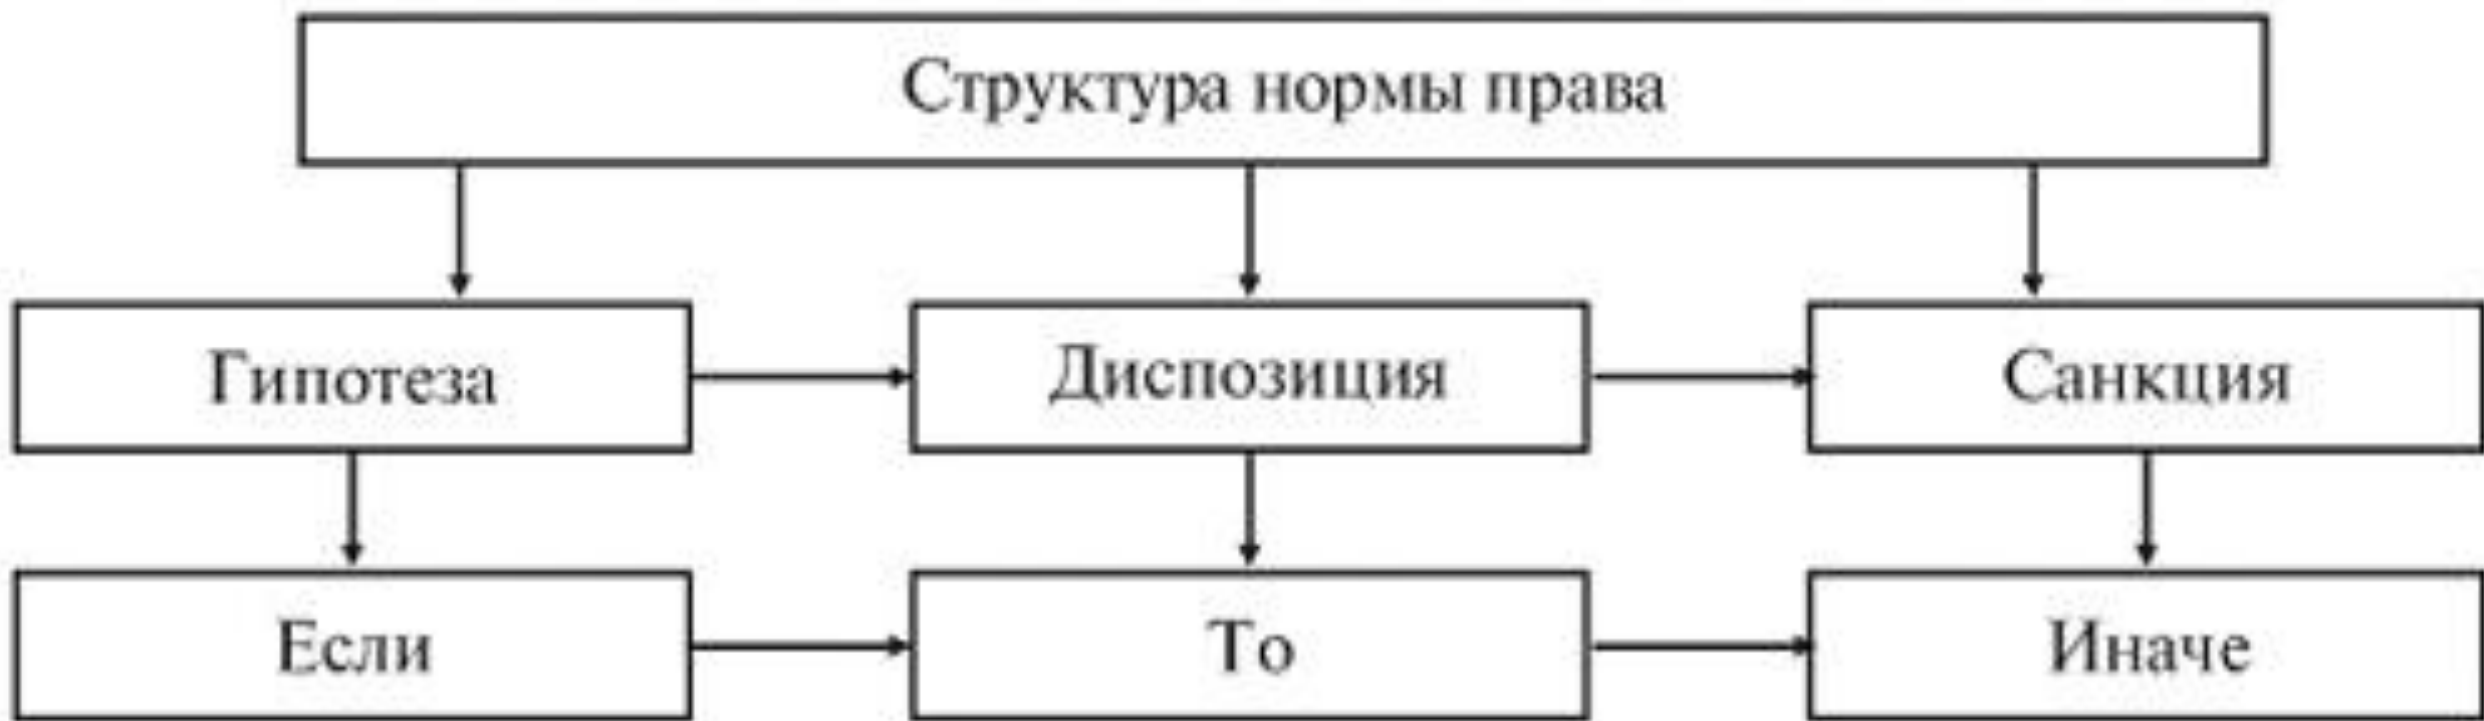 Структура нормы права
Гипотеза
Диспозиция
Санкция
Если
То
Иначе